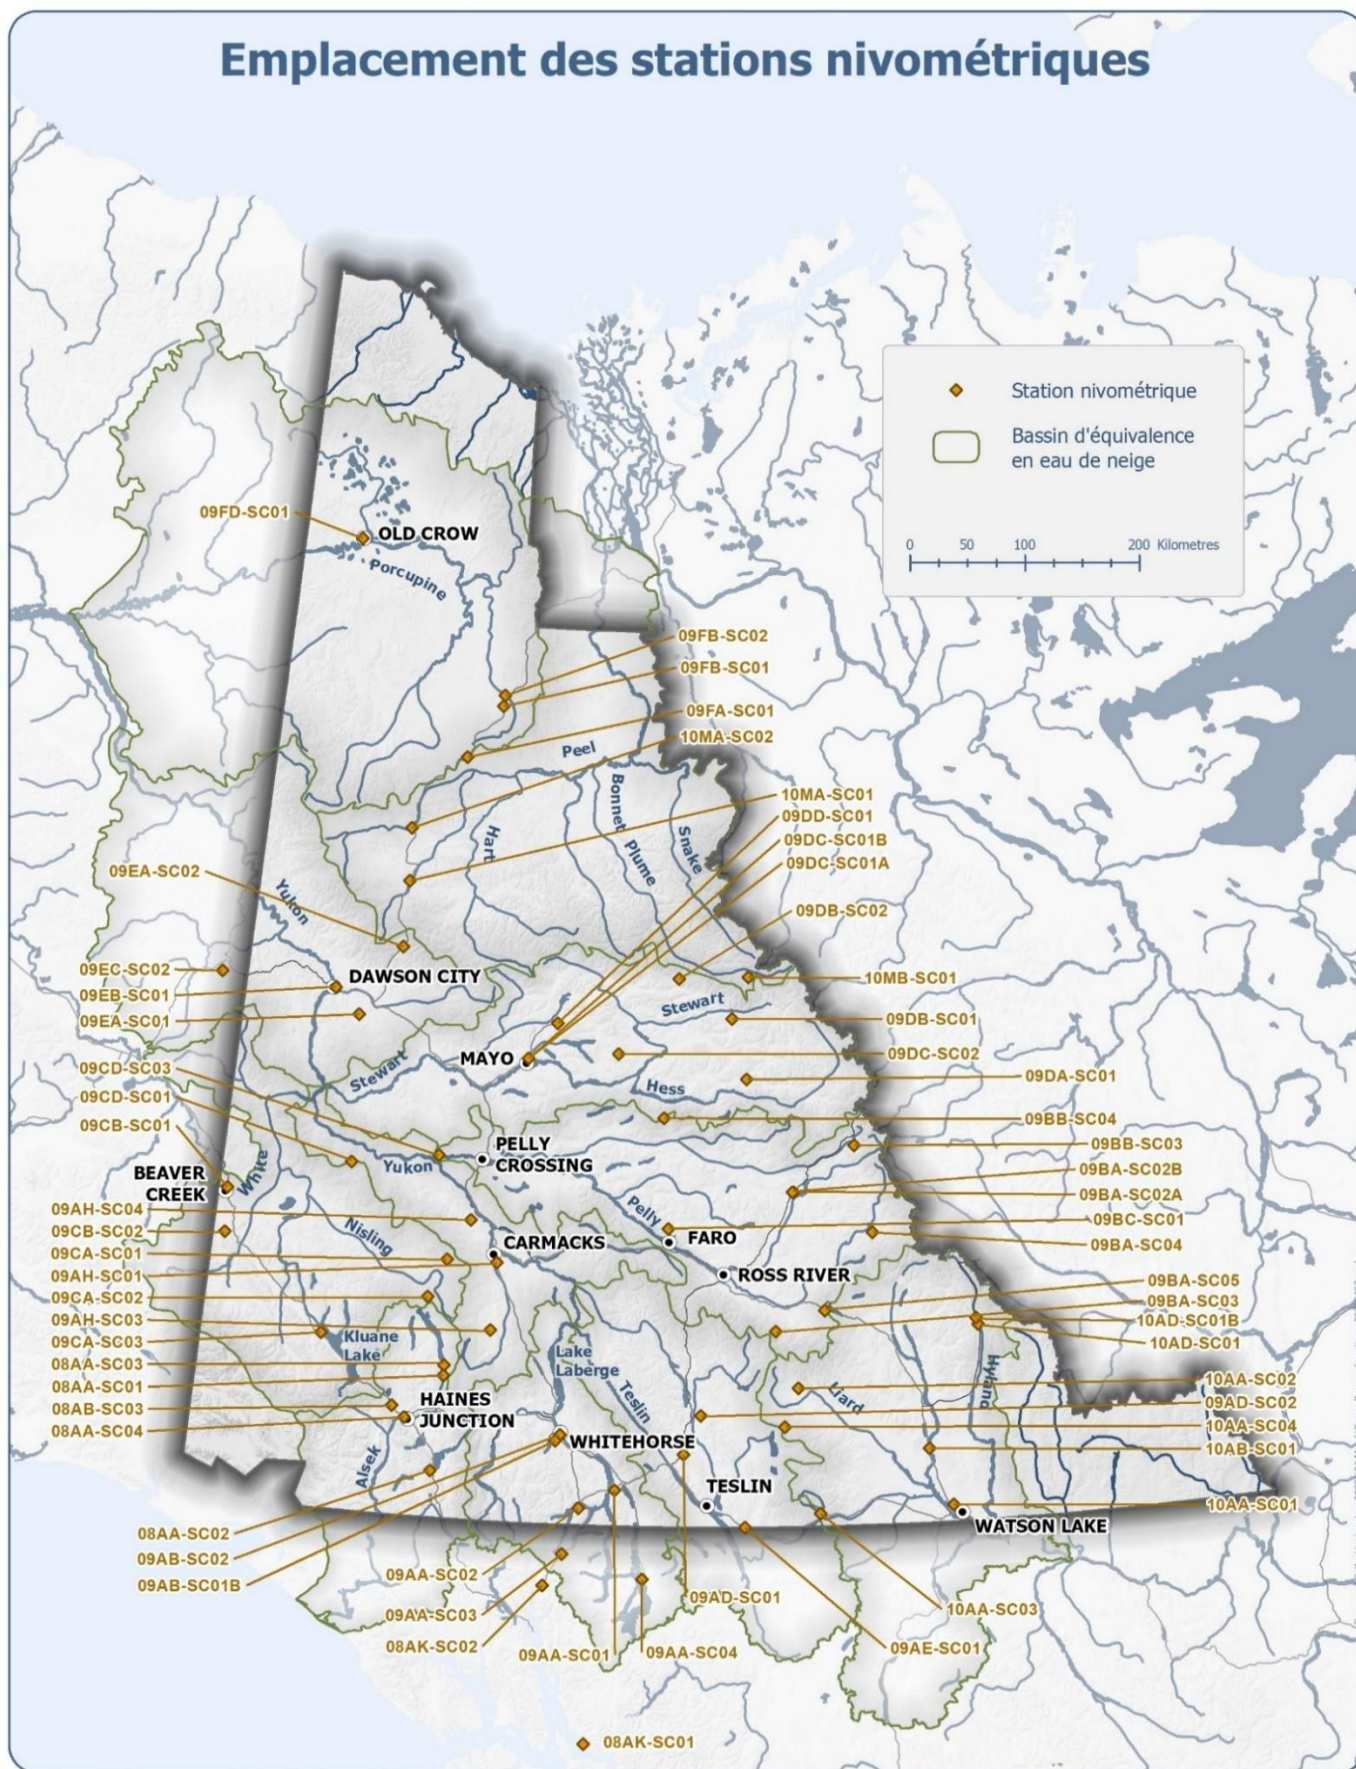 Emplacement des stations nivométriques
Station nivométrique
Bassin d'équivalence
en eau de neige
0 50 100 200 Kilometres
09FD-SC01
OLD CROW
Porcupine
09FB-SC02
09FB-SC01
09FA-SC01
10MA-SC02
Peel
10MA-SC01
09DD-SC01
09DC-SC01B
09DC-SC01A
Hart
Bonnet Plume
Snake
09EA-SC02
Yukon
09DB-SC02
09EC-SC02
DAWSON CITY
10MB-SC01
09EB-SC01
Stewart
09EA-SC01
09DB-SC01
MAYO
09DC-SC02
09CD-SC03
Stewart
Hess
09DA-SC01
09CD-SC01
09BB-SC04
09CB-SC01
PELLY
CROSSING
09BB-SC03
Yukon
BEAVER
CREEK
White
09BA-SC02B
09BA-SC02A
09AH-SC04
Pelly
09BC-SC01
09CB-SC02
Nisling
CARMACKS
FARO
09BA-SC04
09CA-SC01
09AH-SC01
ROSS RIVER
09BA-SC05
09CA-SC02
09BA-SC03
09AH-SC03
10AD-SC01B
09CA-SC03
Kluane
Lake
Lake
Laberge
10AD-SC01
08AA-SC03
Hyland
08AA-SC01
10AA-SC02
08AB-SC03
HAINES
JUNCTION
Teslin
Liard
09AD-SC02
08AA-SC04
10AA-SC04
WHITEHORSE
10AB-SC01
Alsek
TESLIN
10AA-SC01
WATSON LAKE
08AA-SC02
09AB-SC02
09AB-SC01B
09AA-SC02
09AD-SC01
09AA-SC03
10AA-SC03
08AK-SC02
09AA-SC01
09AA-SC04
09AE-SC01
08AK-SC01